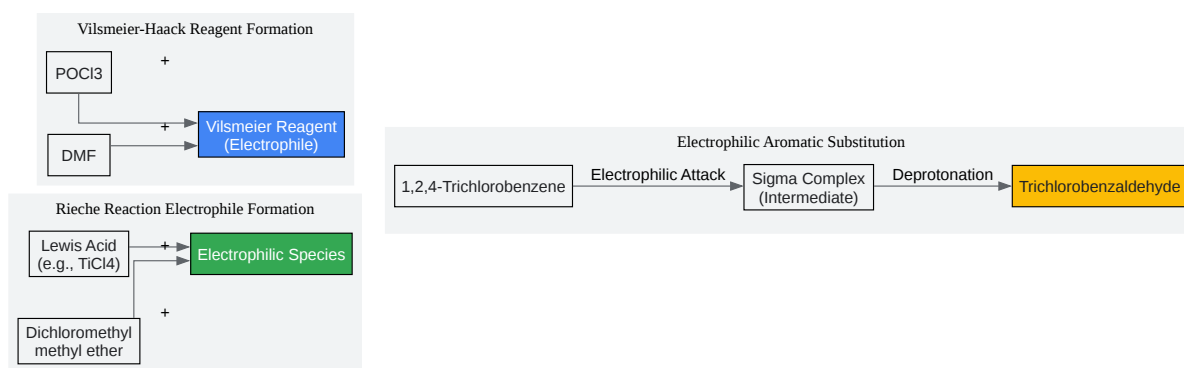 Vilsmeier-Haack Reagent Formation
+
POCl3
+
Vilsmeier Reagent
(Electrophile)
DMF
Rieche Reaction Electrophile Formation
Lewis Acid
(e.g., TiCl4)
+
Electrophilic Species
+
Dichloromethyl
methyl ether
Electrophilic Aromatic Substitution
1,2,4-Trichlorobenzene
Electrophilic Attack
Sigma Complex
(Intermediate)
Deprotonation
Trichlorobenzaldehyde